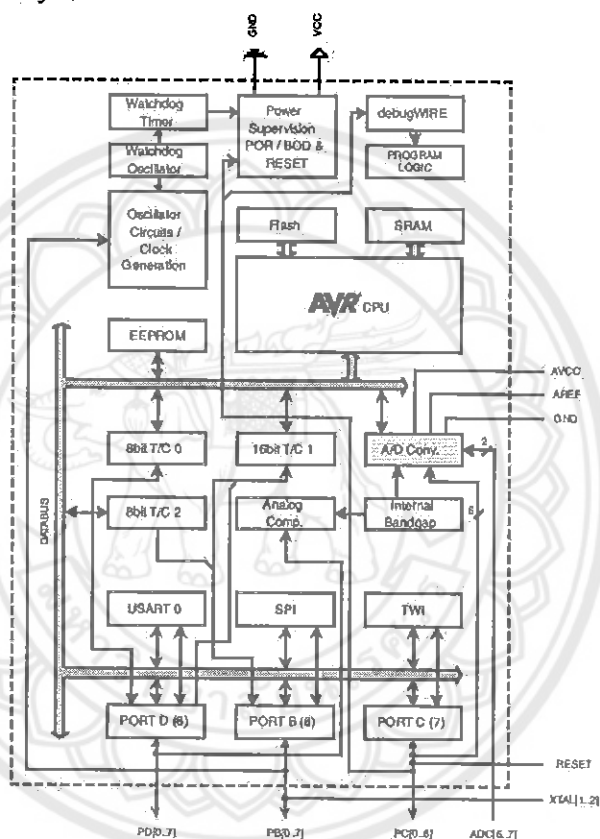 GND
VCC
Watchdog
Timer
Power
Supervision
POR / BOD &
RESET
debugWIRE
Watchdog
Oscillator
PROGRAM
LOGIC
Oscillator
Circuits /
Clock
Generation
Flash
SRAM
AVR CPU
EEPROM
AVCC
AREF
GND
8bit T/C 0
16bit T/C 1
A/D Conv.
2
DATABUS
8bit T/C 2
Analog
Comp.
Internal
Bandgap
6
USART 0
SPI
TWI
PORT D (8)
PORT B (8)
PORT C (7)
RESET
XTAL[1..2]
PD[0..7]
PB[0..7]
PC[0..6]
ADC[6..7]